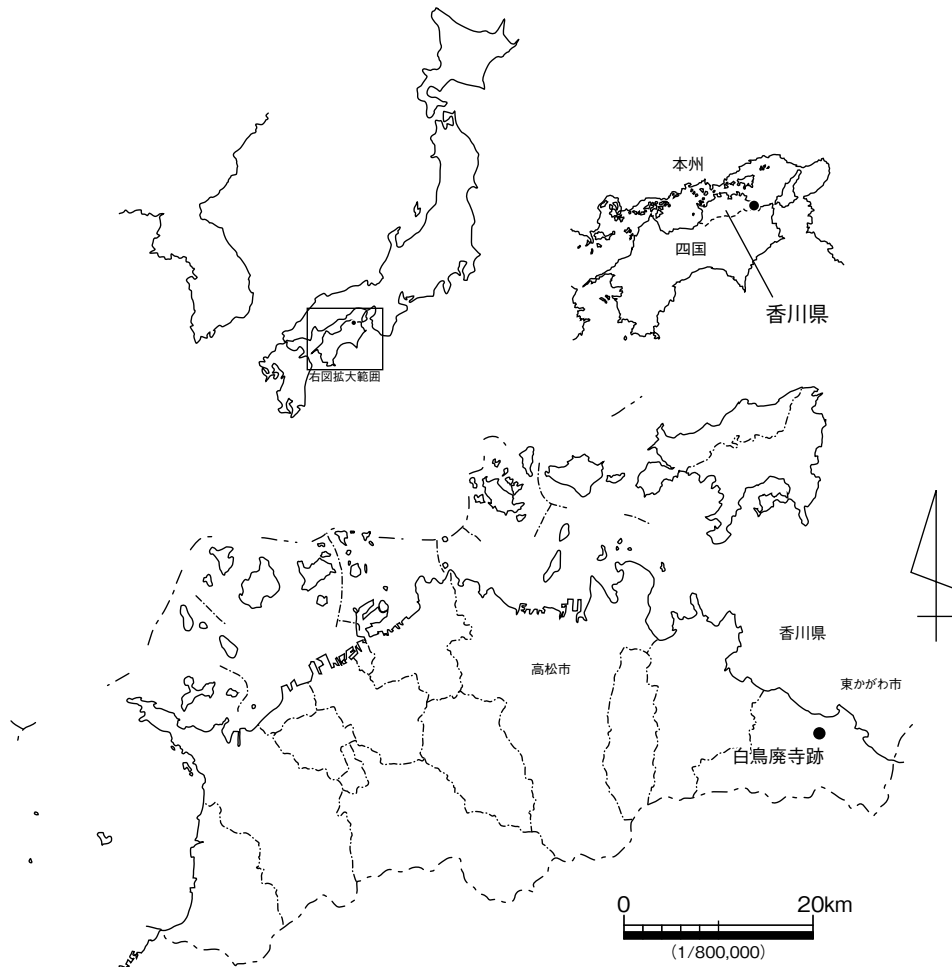 本州
四国
香川県
右図拡大範囲
香川県
高松市
東かがわ市
白鳥廃寺跡
0 20km
(1/800,000)